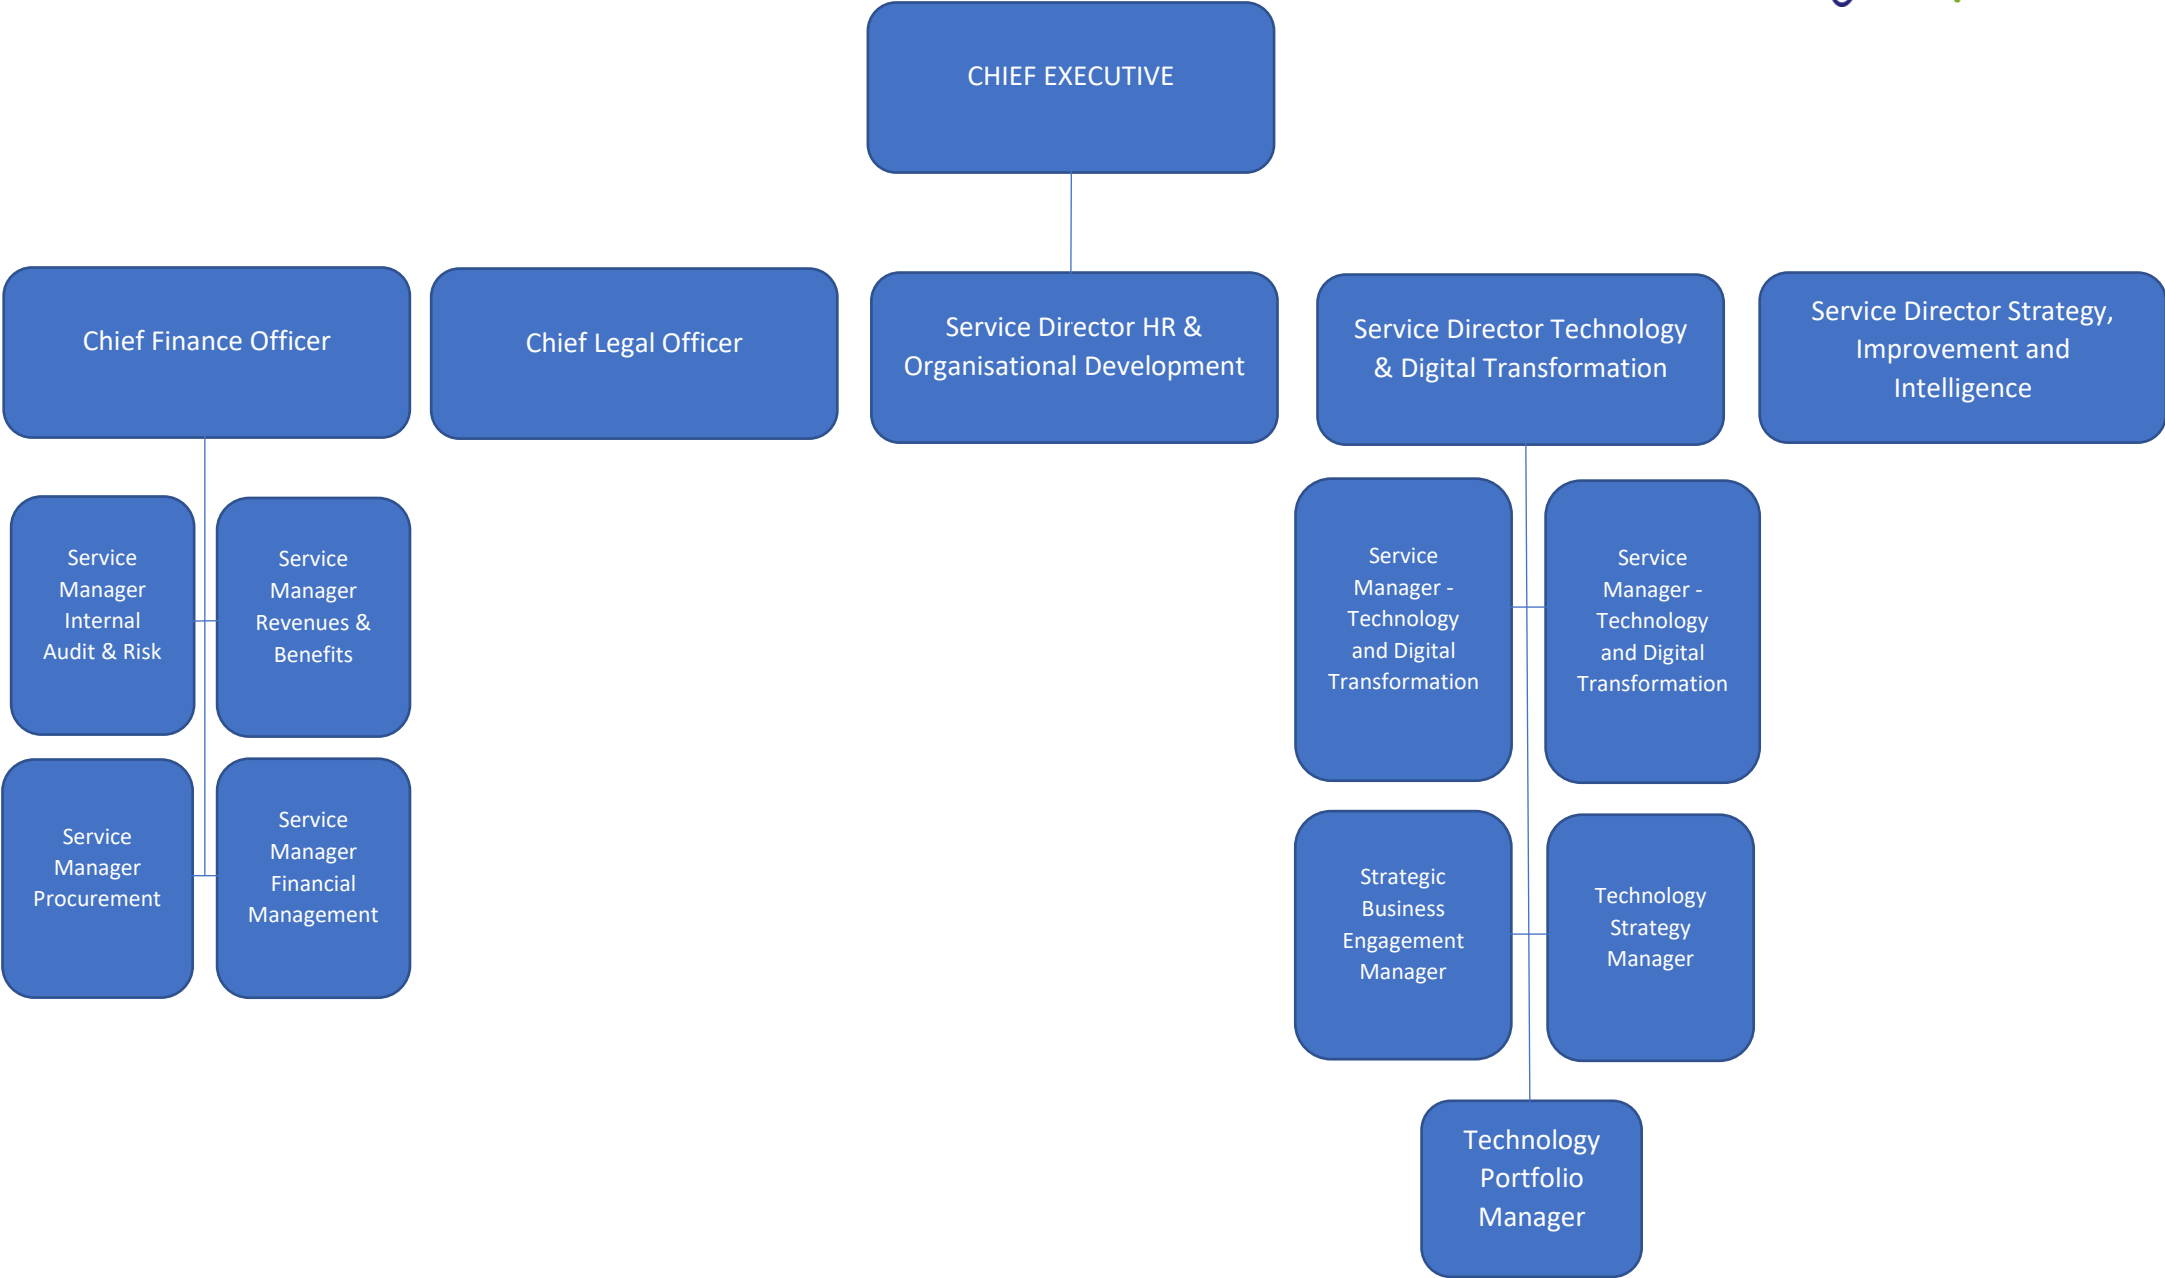 CHIEF EXECUTIVE
Chief Finance Officer
Chief Legal Officer
Service Director HR &
Organisational Development
Service Director Technology
& Digital Transformation
Service Director Strategy,
Improvement and
Intelligence
Service
Manager
Internal
Audit & Risk
Service
Manager
Revenues &
Benefits
Service
Manager -
Technology
and Digital
Transformation
Service
Manager -
Technology
and Digital
Transformation
Service
Manager
Procurement
Service
Manager
Financial
Management
Strategic
Business
Engagement
Manager
Technology
Strategy
Manager
Technology
Portfolio
Manager